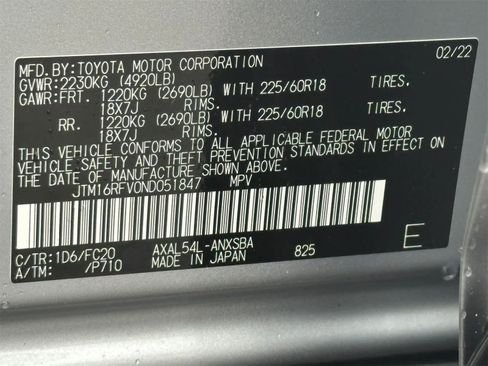 MFD.BY:TOYOTA MOTOR CORPORATION 02/22
GVWR:2230KG (4920LB)
GAWR:FRT. 1220KG (2690LB) WITH 225/60R18 TIRES.
18X7J RIMS.
RR. 1220KG (2690LB) WITH 225/60R18 TIRES.
18X7J RIMS.
THIS VEHICLE CONFORMS TO ALL APPLICABLE FEDERAL MOTOR
VEHICLE SAFETY AND THEFT PREVENTION STANDARDS IN EFFECT ON
THE DATE OF MANUFACTURE SHOWN ABOVE.
JTM16RFV0ND051847 MPV
C/TR:1D6/FC20 AXAL54L-ANXSBA 825 E
A/TM: /P710 MADE IN JAPAN